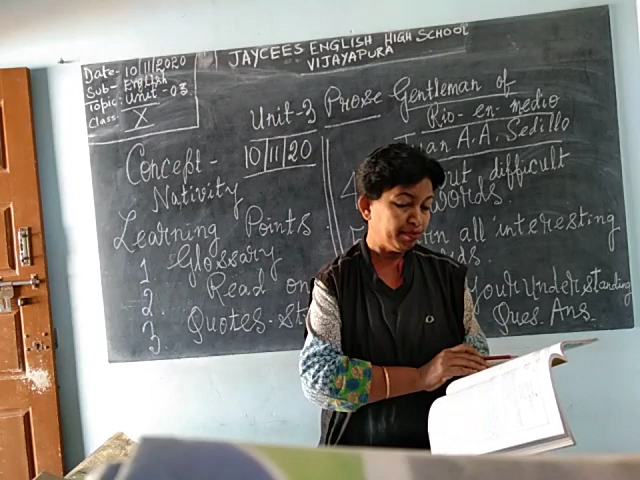 Date- 10/11/2020
Sub- English
Topic: Unit-03
Class- X
JAYCEES ENGLISH HIGH SCHOOL
VIJAYAPURA
Unit-3 Prose Gentleman of
Rio-en-medio
Juan A.A. Sedillo
10/11/20
Concept-
Nativity
Learning Points
1 Glossary
2. Read on
3. Quotes-
difficult
words.
all interesting
Your understanding
Ques. Ans.